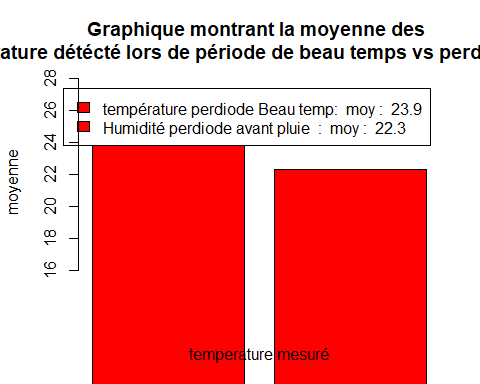 Graphique montrant la moyenne des
ature détécté lors de période de beau temps vs perd
28
26
24
22
20
18
16
moyenne
température perdiode Beau temp: moy : 23.9
Humidité perdiode avant pluie : moy : 22.3
temperature mesuré